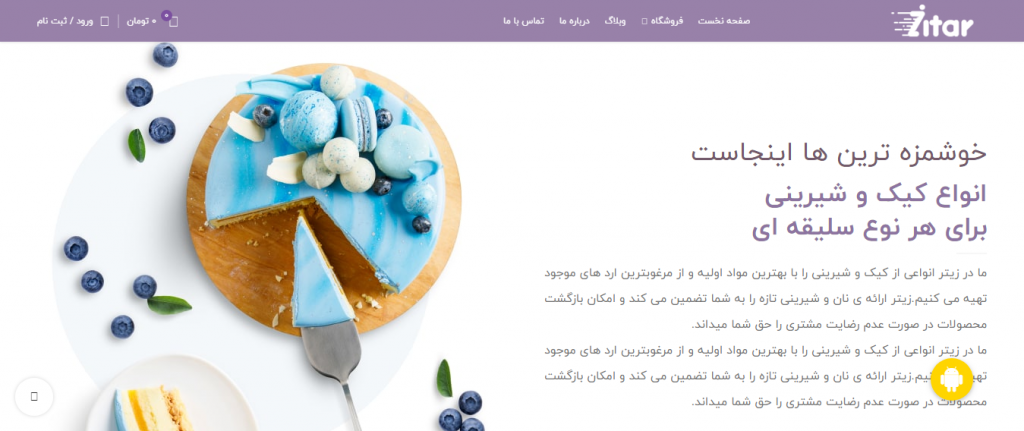 Zitar
صفحه نخست
فروشگاه
وبلاگ
درباره ما
تماس با ما
۰
۰ تومان
ورود / ثبت نام
خوشمزه ترین ها اینجاست
انواع کیک و شیرینی
برای هر نوع سلیقه ای
ما در زیتر انواعی از کیک و شیرینی را با بهترین مواد اولیه و از مرغوبترین ارد های موجود
تهیه می کنیم.زیتر ارائه ی نان و شیرینی تازه را به شما تضمین می کند و امکان بازگشت
محصولات در صورت عدم رضایت مشتری را حق شما میداند.
ما در زیتر انواعی از کیک و شیرینی را با بهترین مواد اولیه و از مرغوبترین ارد های موجود
کنیم.زیتر ارائه ی نان و شیرینی تازه را به شما تضمین می کند و امکان بازگشت
محصولات در صورت عدم رضایت مشتری را حق شما میداند.